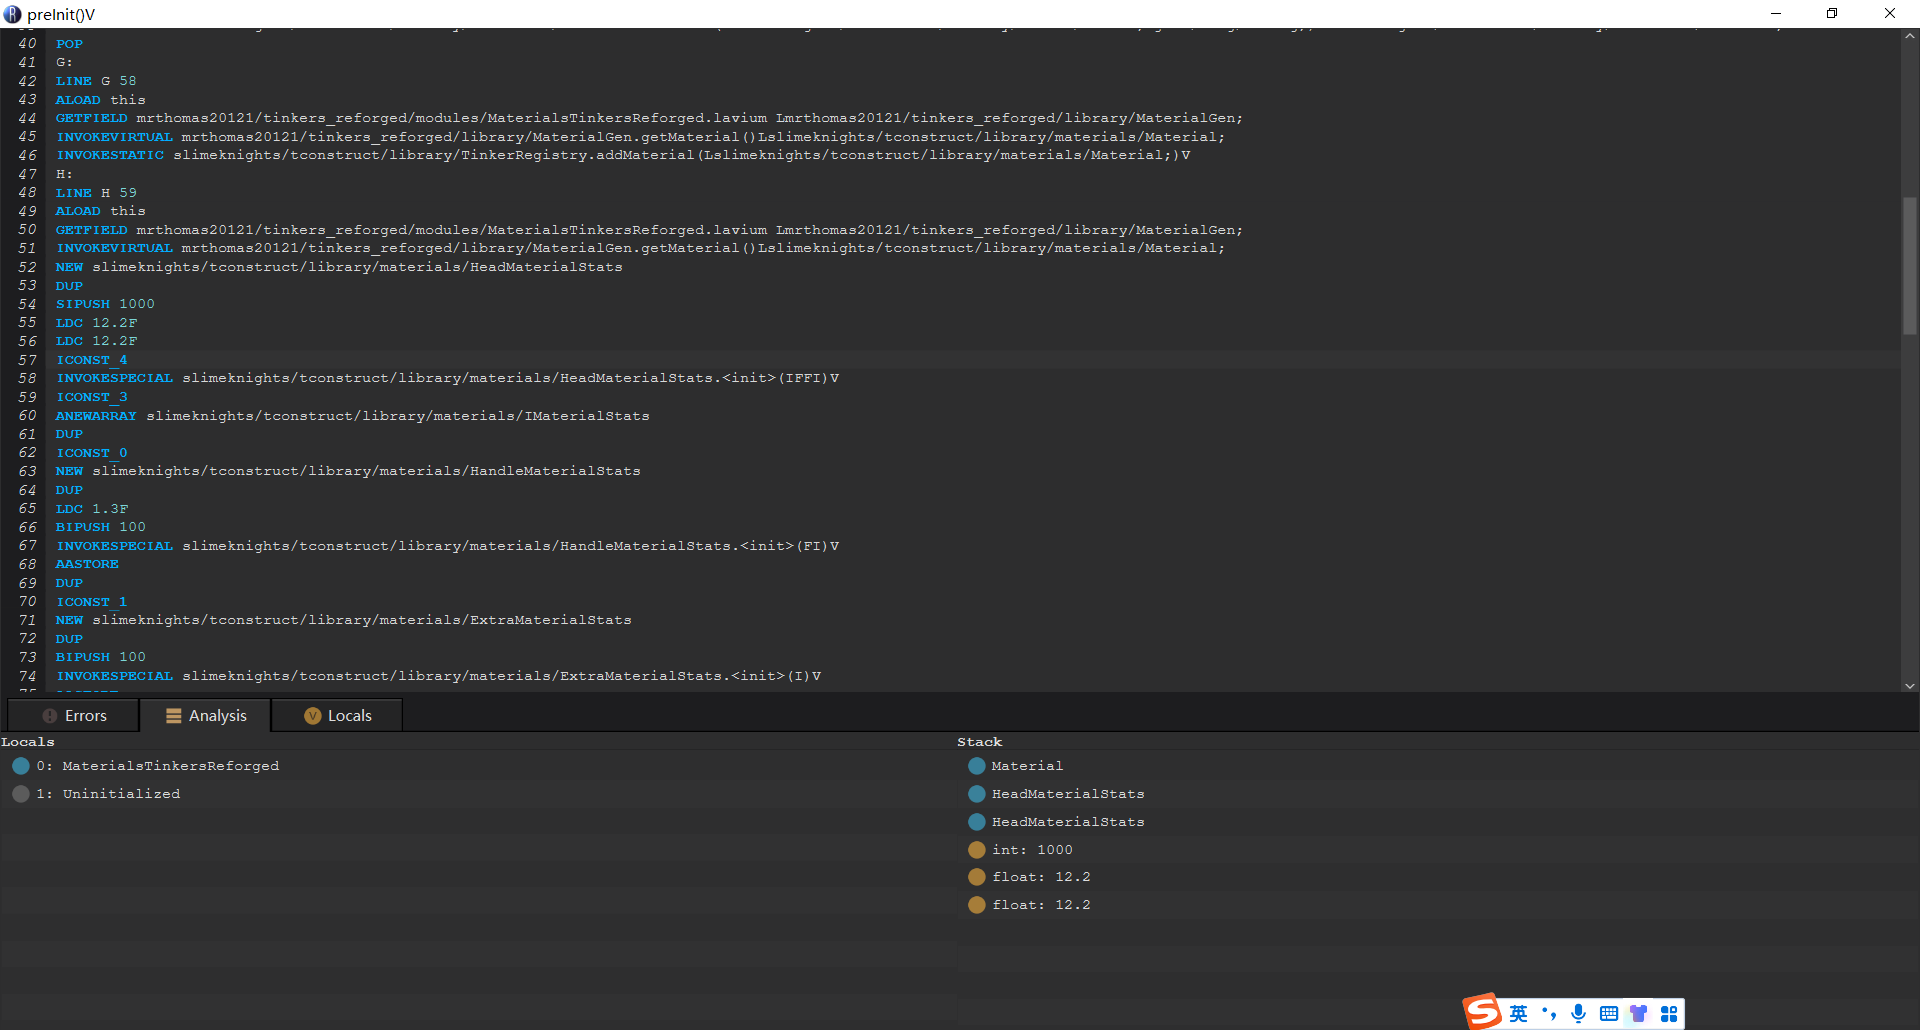 preInit()V
40 POP
41 G:
42 LINE G 58
43 ALOAD this
44 GETFIELD mrthomas20121/tinkers_reforged/modules/MaterialsTinkersReforged.lavium Lmrthomas20121/tinkers_reforged/library/MaterialGen;
45 INVOKEVIRTUAL mrthomas20121/tinkers_reforged/library/MaterialGen.getMaterial()Lslimeknights/tconstruct/library/materials/Material;
46 INVOKESTATIC slimeknights/tconstruct/library/TinkerRegistry.addMaterial(Lslimeknights/tconstruct/library/materials/Material;)V
47 H:
48 LINE H 59
49 ALOAD this
50 GETFIELD mrthomas20121/tinkers_reforged/modules/MaterialsTinkersReforged.lavium Lmrthomas20121/tinkers_reforged/library/MaterialGen;
51 INVOKEVIRTUAL mrthomas20121/tinkers_reforged/library/MaterialGen.getMaterial()Lslimeknights/tconstruct/library/materials/Material;
52 NEW slimeknights/tconstruct/library/materials/HeadMaterialStats
53 DUP
54 SIPUSH 1000
55 LDC 12.2F
56 LDC 12.2F
57 ICONST_4
58 INVOKESPECIAL slimeknights/tconstruct/library/materials/HeadMaterialStats.<init>(IFFI)V
59 ICONST_3
60 ANEWARRAY slimeknights/tconstruct/library/materials/IMaterialStats
61 DUP
62 ICONST_0
63 NEW slimeknights/tconstruct/library/materials/HandleMaterialStats
64 DUP
65 LDC 1.3F
66 BIPUSH 100
67 INVOKESPECIAL slimeknights/tconstruct/library/materials/HandleMaterialStats.<init>(FI)V
68 AASTORE
69 DUP
70 ICONST_1
71 NEW slimeknights/tconstruct/library/materials/ExtraMaterialStats
72 DUP
73 BIPUSH 100
74 INVOKESPECIAL slimeknights/tconstruct/library/materials/ExtraMaterialStats.<init>(I)V
Errors Analysis Locals
Locals
0: MaterialsTinkersReforged
1: Uninitialized
Stack
Material
HeadMaterialStats
HeadMaterialStats
int: 1000
float: 12.2
float: 12.2
英